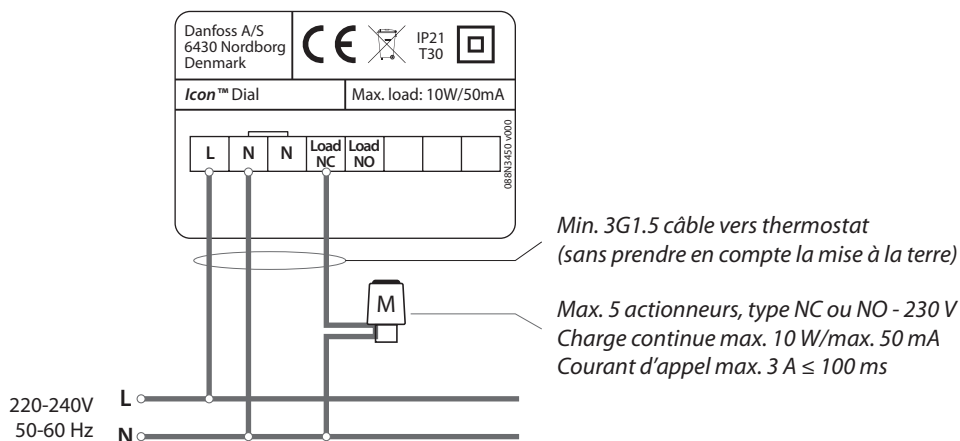 Danfoss A/S
6430 Nordborg
Denmark
CE
IP21
T30
Icon™ Dial
Max. load: 10W/50mA
L N N Load NC Load NO
088N3450 v000
Min. 3G1.5 câble vers thermostat
(sans prendre en compte la mise à la terre)
M
Max. 5 actionneurs, type NC ou NO - 230 V
Charge continue max. 10 W/max. 50 mA
Courant d’appel max. 3 A ≤ 100 ms
220-240V L
50-60 Hz N